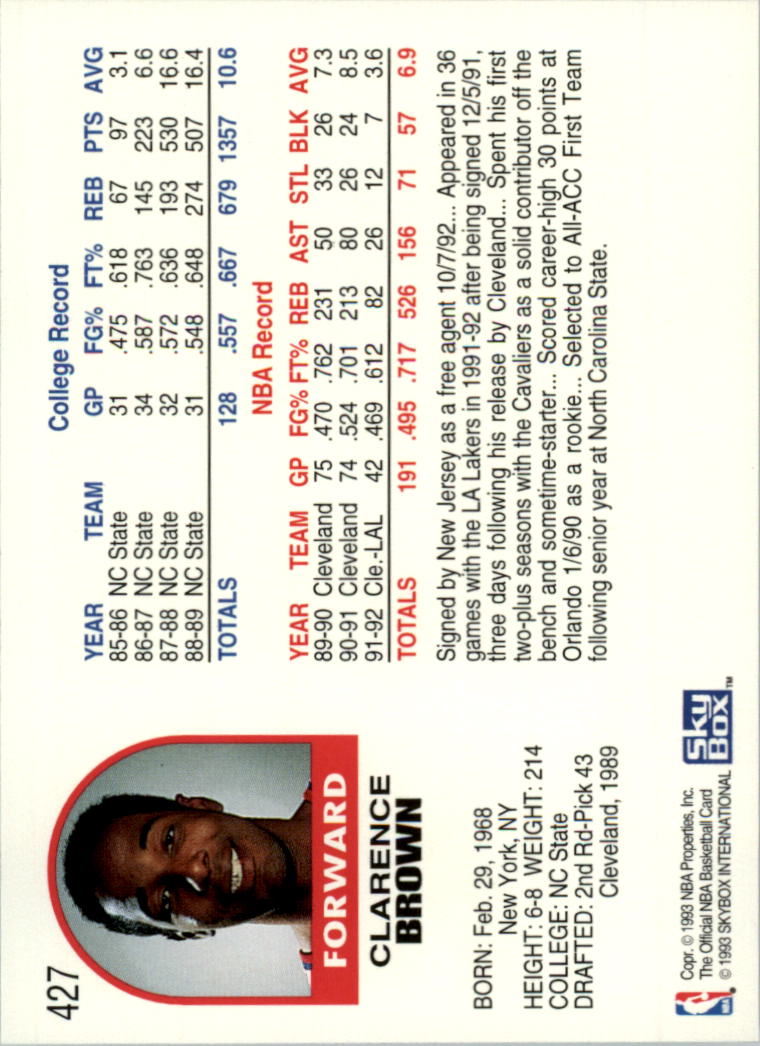 427
FORWARD
CLARENCE
BROWN
BORN: Feb. 29, 1968
New York, NY
HEIGHT: 6-8 WEIGHT: 214
COLLEGE: NC State
DRAFTED: 2nd Rd-Pick 43
Cleveland, 1989
College Record
YEAR TEAM GP FG% FT% REB PTS AVG
85-86 NC State 31 .475 .618 67 97 3.1
86-87 NC State 34 .587 .763 145 223 6.6
87-88 NC State 32 .572 .636 193 530 16.6
88-89 NC State 31 .548 .648 274 507 16.4
TOTALS 128 .557 .667 679 1357 10.6
NBA Record
YEAR TEAM GP FG% FT% REB AST STL BLK AVG
89-90 Cleveland 75 .470 .762 231 50 33 26 7.3
90-91 Cleveland 74 .524 .701 213 80 26 24 8.5
91-92 Cle.-LAL 42 .469 .612 82 26 12 7 3.6
TOTALS 191 .495 .717 526 156 71 57 6.9
Signed by New Jersey as a free agent 10/7/92... Appeared in 36
games with the LA Lakers in 1991-92 after being signed 12/5/91,
three days following his release by Cleveland... Spent his first
two-plus seasons with the Cavaliers as a solid contributor off the
bench and sometime-starter... Scored career-high 30 points at
Orlando 1/6/90 as a rookie... Selected to All-ACC First Team
following senior year at North Carolina State.
NBA
Copr. © 1993 NBA Properties, Inc.
The Official NBA Basketball Card
© 1993 SKYBOX INTERNATIONAL
SkyBox™